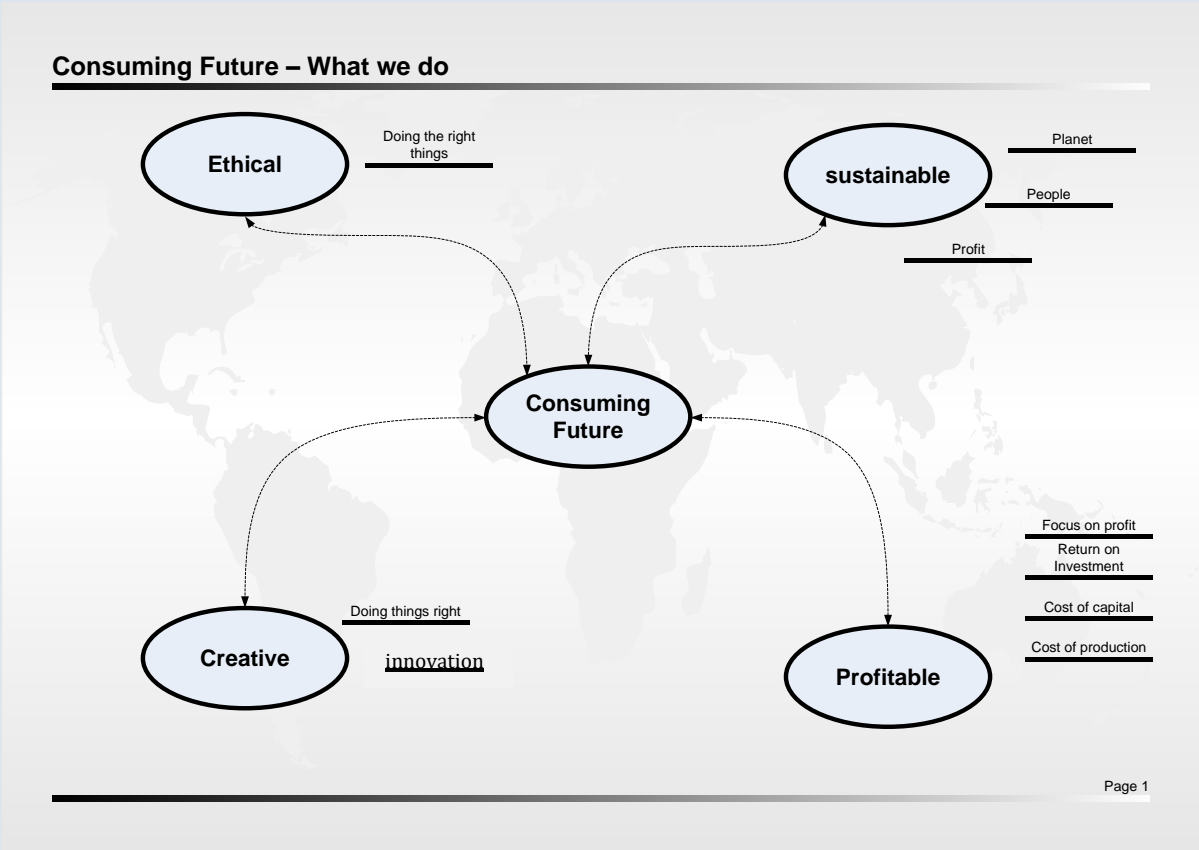 Consuming Future – What we do
Ethical
Doing the right
things
sustainable
Planet
People
Profit
Consuming
Future
Creative
Doing things right
innovation
Profitable
Focus on profit
Return on
Investment
Cost of capital
Cost of production
Page 1